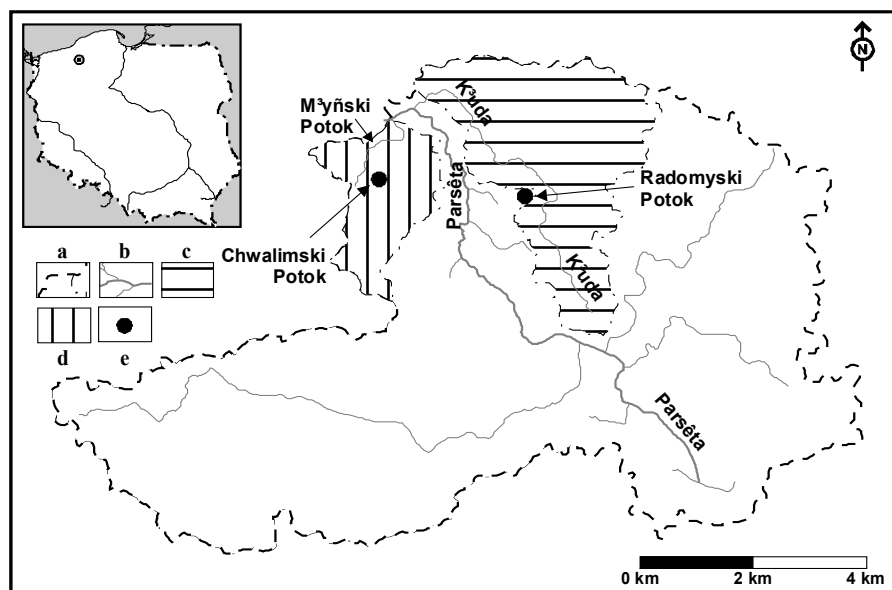 N
K³uda
M³yñski
Potok
Parsêta
Radomyski
Potok
Chwalimski
Potok
K³uda
a b c
d e
Parsêta
0 km 2 km 4 km